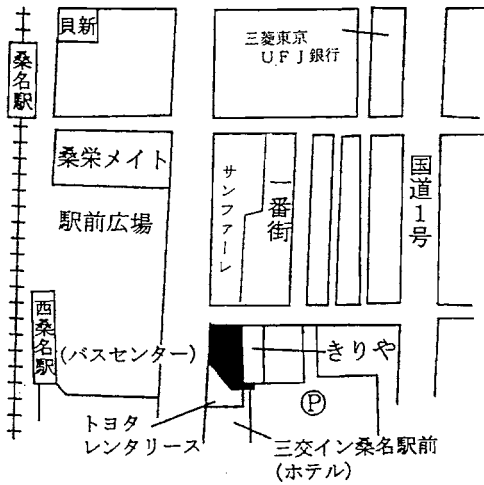 貝新
三菱東京
UFJ銀行
桑名駅
桑栄メイト
サンファーレ
一番街
国道1号
駅前広場
西桑名駅
(バスセンター)
きりや
トヨタ
レンタリース
P
三交イン桑名駅前
(ホテル)